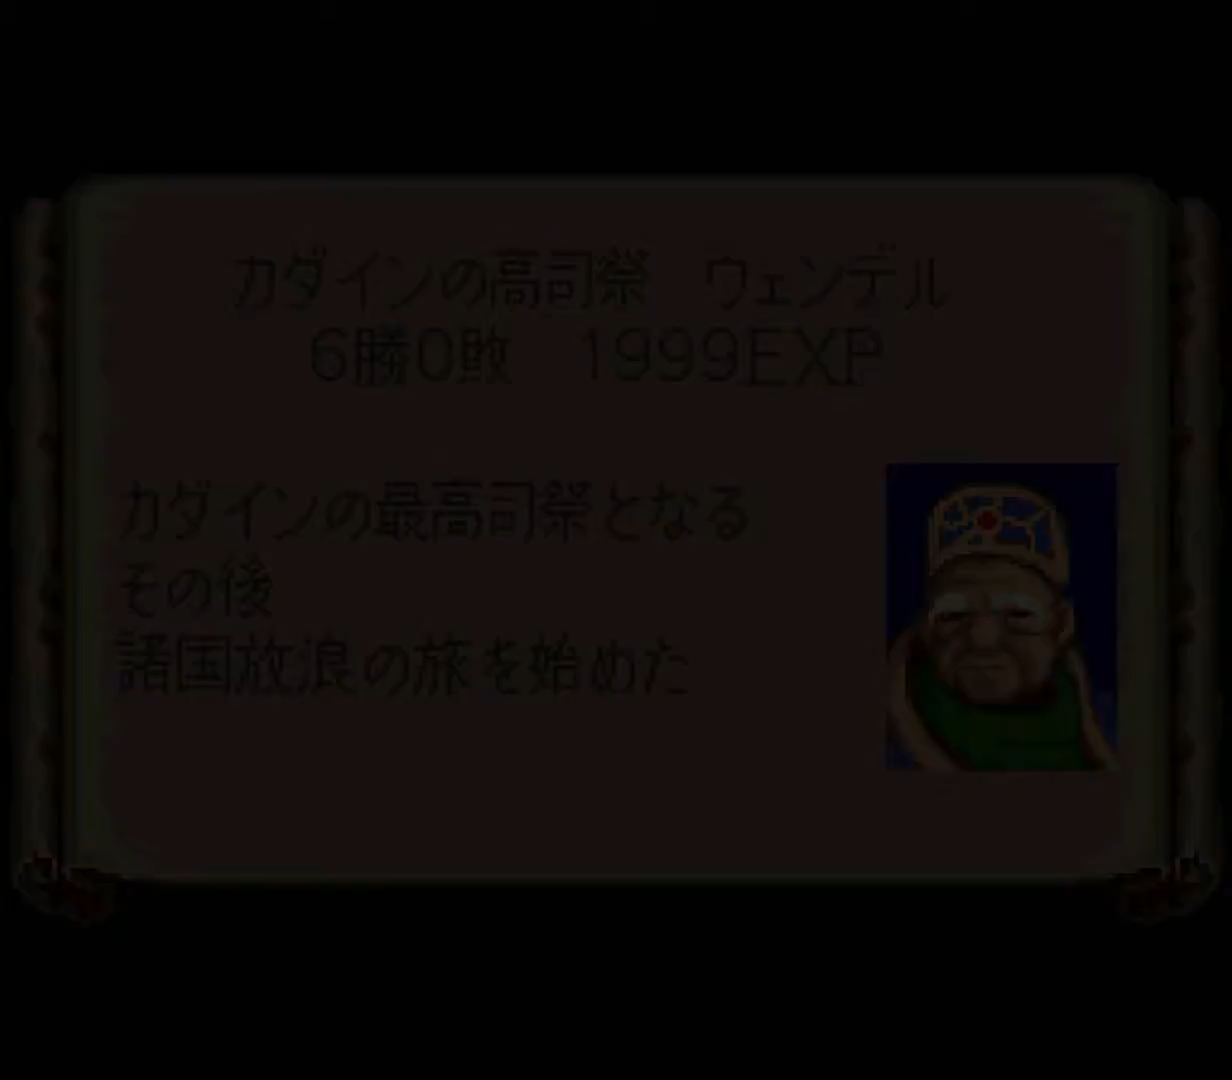 カダインの高司祭　ウェンデル
6勝0敗　1999EXP
カダインの最高司祭となる
その後
諸国放浪の旅を始めた